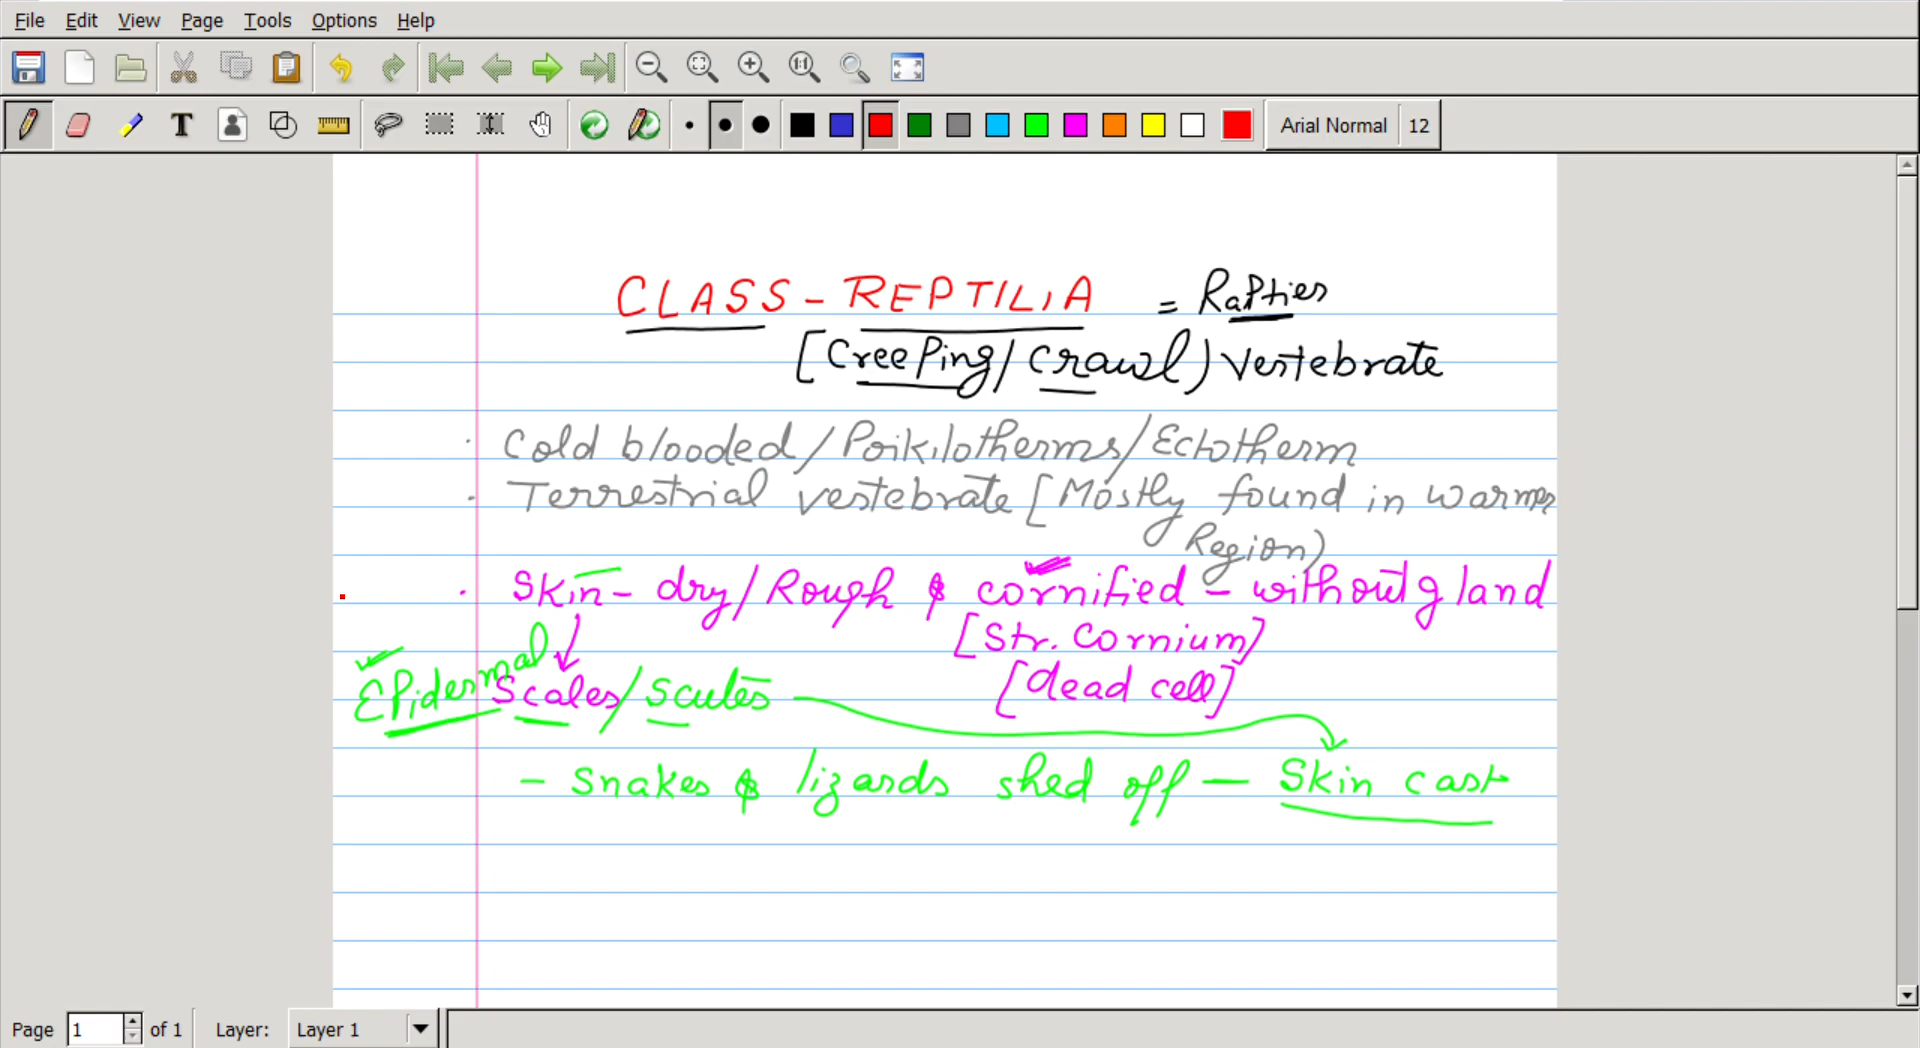 File Edit View Page Tools Options Help
Arial Normal 12
CLASS - REPTILIA = Rapties
[Creeping/Crawl) Vertebrate
· Cold blooded/Poikilotherms/Ectotherm
· Terrestrial vertebrate [Mostly found in warmer
Region)
· Skin - dry/Rough & cornified - without gland
[Str. Cornium]
[dead cell]
Epidermal Scales/Scutes
- Snakes & lizards shed off - Skin cast
Page 1 of 1 Layer: Layer 1